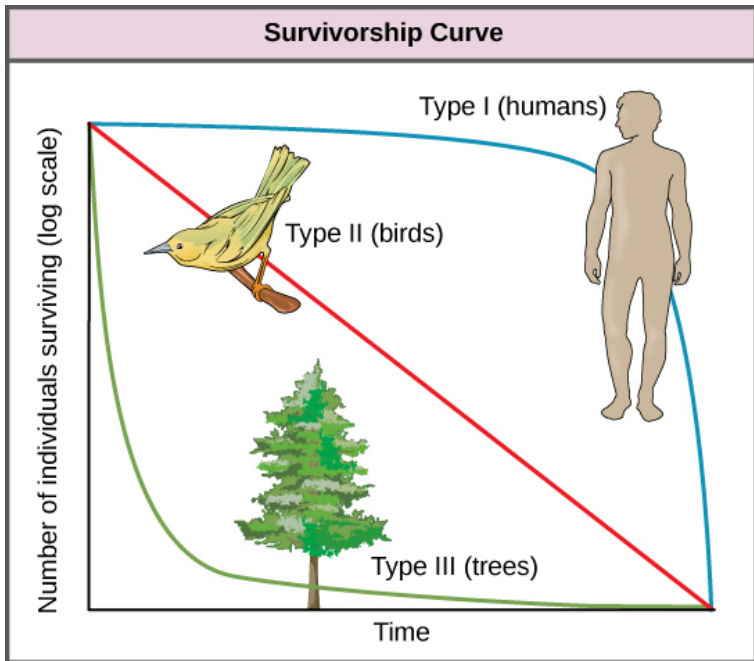 Survivorship Curve
Number of individuals surviving (log scale)
Type I (humans)
Type II (birds)
Type III (trees)
Time